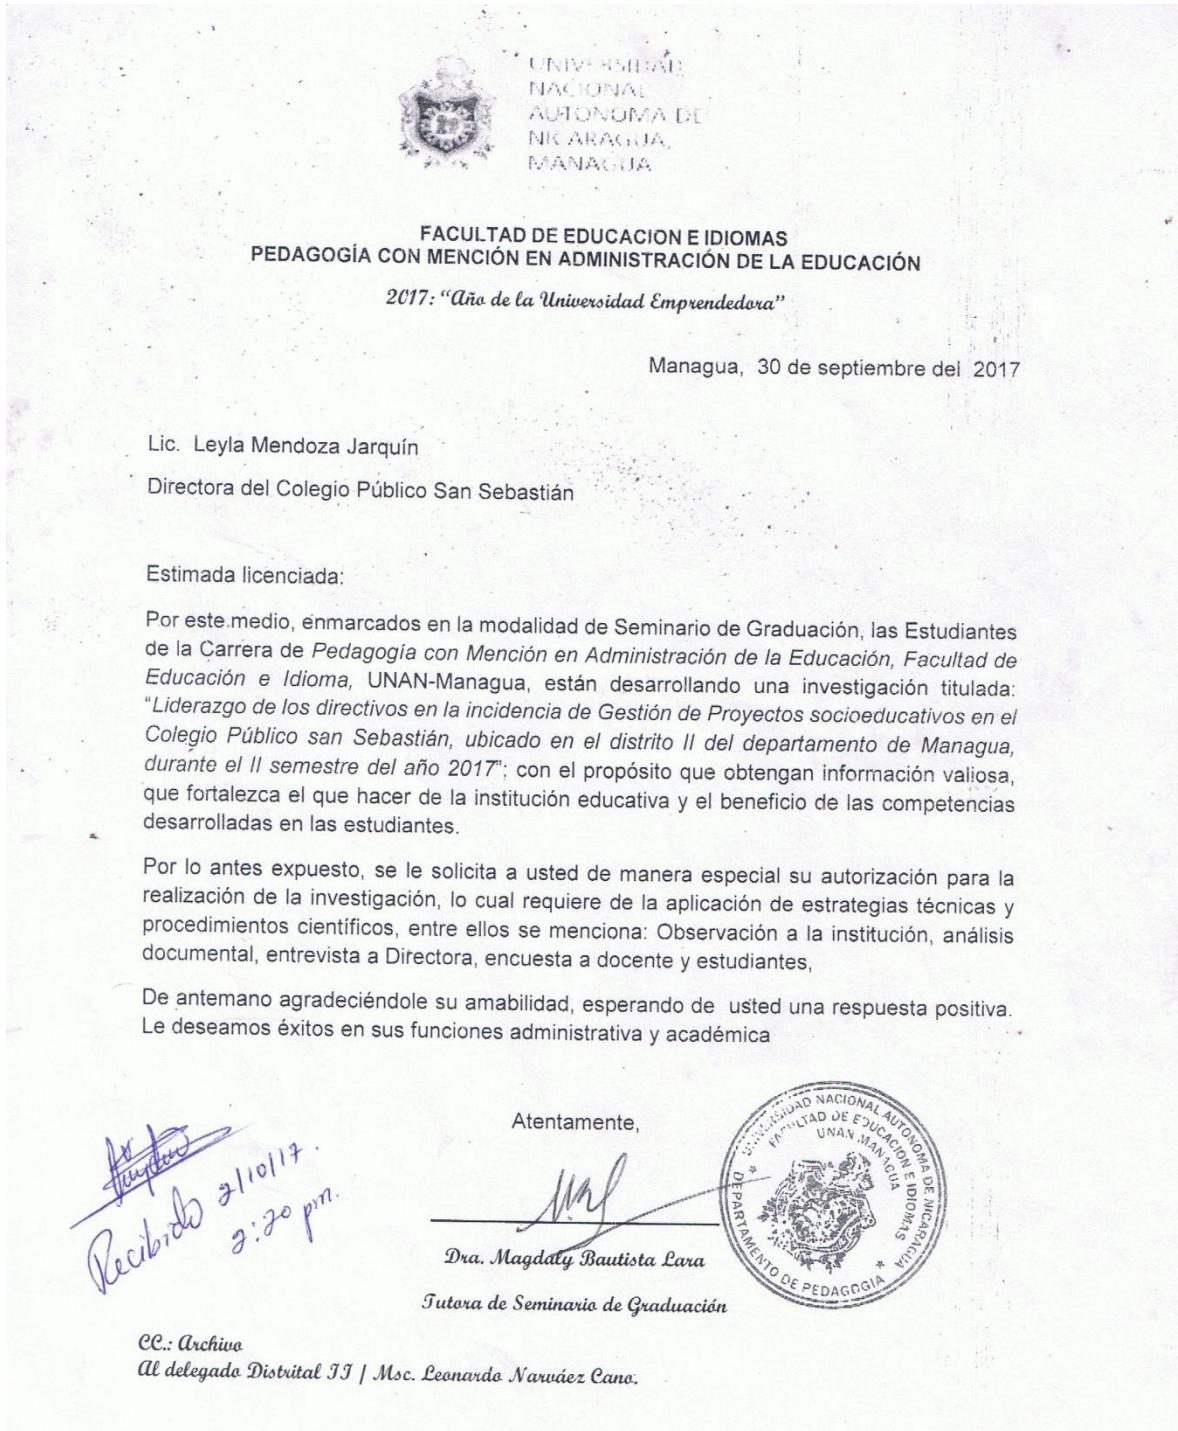 UNIVERSIDAD
NACIONAL
AUTONOMA DE
NICARAGUA,
MANAGUA
FACULTAD DE EDUCACION E IDIOMAS
PEDAGOGÍA CON MENCIÓN EN ADMINISTRACIÓN DE LA EDUCACIÓN
2017: “Año de la Universidad Emprendedora”
Managua, 30 de septiembre del 2017
Lic. Leyla Mendoza Jarquín
Directora del Colegio Público San Sebastián
Estimada licenciada:
Por este medio, enmarcados en la modalidad de Seminario de Graduación, las Estudiantes
de la Carrera de Pedagogía con Mención en Administración de la Educación, Facultad de
Educación e Idioma, UNAN-Managua, están desarrollando una investigación titulada:
“Liderazgo de los directivos en la incidencia de Gestión de Proyectos socioeducativos en el
Colegio Público san Sebastián, ubicado en el distrito II del departamento de Managua,
durante el II semestre del año 2017”; con el propósito que obtengan información valiosa,
que fortalezca el que hacer de la institución educativa y el beneficio de las competencias
desarrolladas en las estudiantes.
Por lo antes expuesto, se le solicita a usted de manera especial su autorización para la
realización de la investigación, lo cual requiere de la aplicación de estrategias técnicas y
procedimientos científicos, entre ellos se menciona: Observación a la institución, análisis
documental, entrevista a Directora, encuesta a docente y estudiantes,
De antemano agradeciéndole su amabilidad, esperando de usted una respuesta positiva.
Le deseamos éxitos en sus funciones administrativa y académica
Atentamente,
Recibido 2/10/17.
2:20 pm.
UNIVERSIDAD NACIONAL AUTONOMA DE NICARAGUA
FACULTAD DE EDUCACION E IDIOMAS
UNAN MANAGUA
* DEPARTAMENTO DE PEDAGOGIA *
Dra. Magdaly Bautista Lara
Tutora de Seminario de Graduación
CC.: Archivo
Al delegado Distrital II / Msc. Leonardo Narváez Cano.